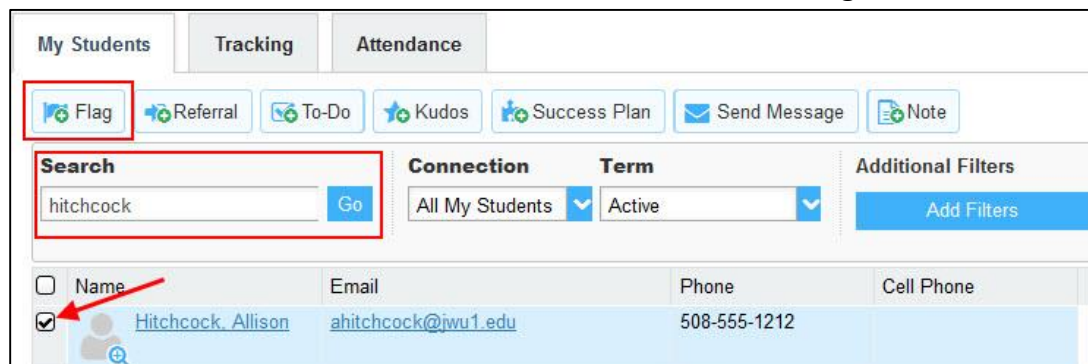 My Students Tracking Attendance
Flag Referral To-Do Kudos Success Plan Send Message Note
Search Connection Term Additional Filters
hitchcock Go All My Students Active Add Filters
Name Email Phone Cell Phone
Hitchcock, Allison ahitchcock@jwu1.edu 508-555-1212